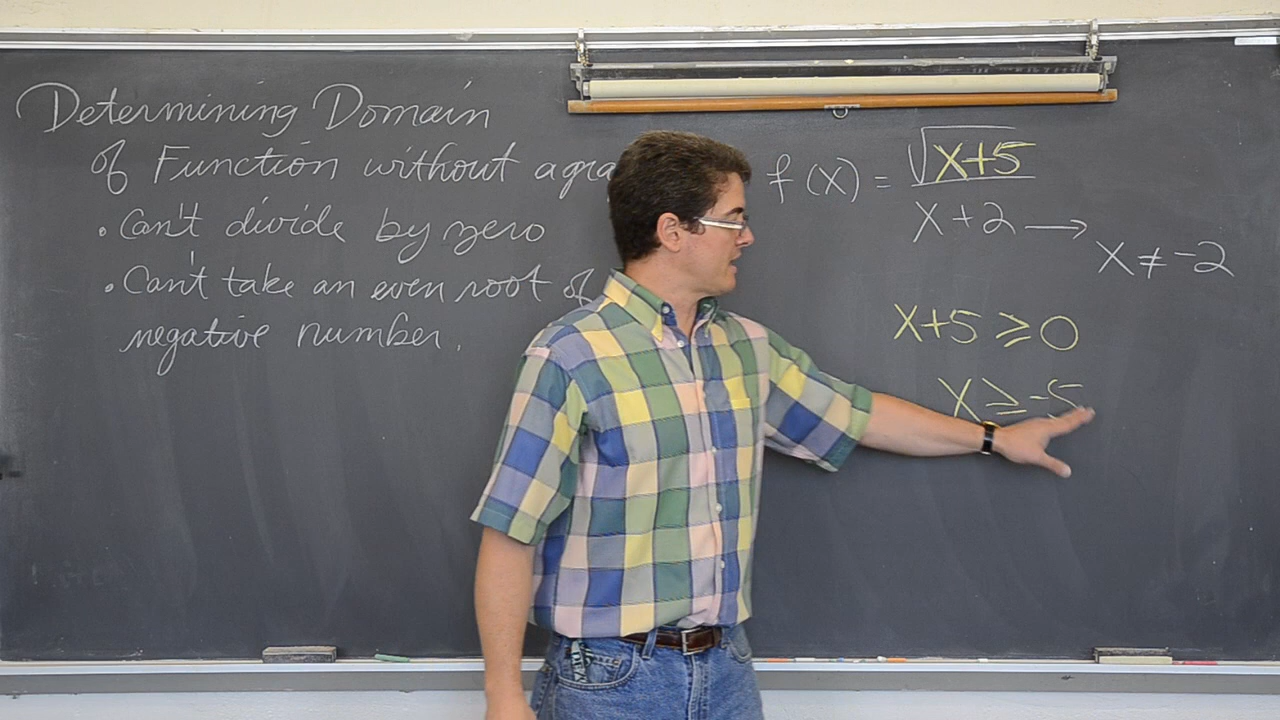 Determining Domain
of Function without a gra
• Can't divide by zero
• Can't take an even root of
negative number.
f(x) = √x+5
x+2 →
x ≠ -2
x+5 ≥ 0
x ≥ -5